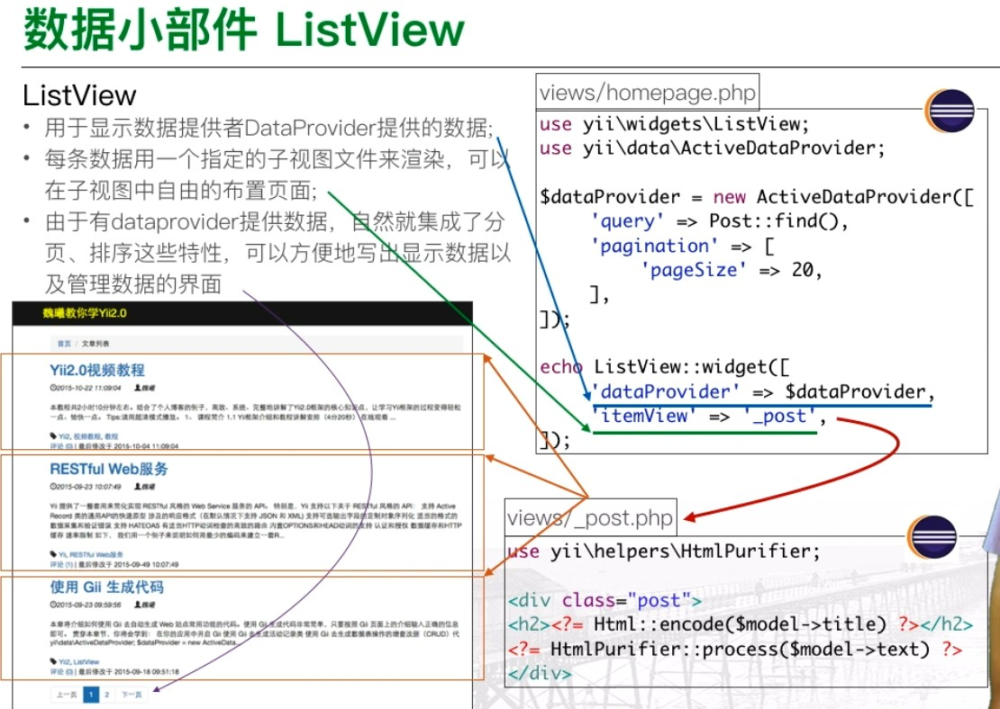 数据小部件 ListView
ListView
• 用于显示数据提供者DataProvider提供的数据;
• 每条数据用一个指定的子视图文件来渲染，可以
在子视图中自由的布置页面;
• 由于有dataprovider提供数据，自然就集成了分
页、排序这些特性，可以方便地写出显示数据以
及管理数据的界面
魏曦教你学Yii2.0
首页 / 文章列表
Yii2.0视频教程
2015-10-22 11:09:04 魏曦
本教程共2小时10分钟左右。结合了个人博客的例子，高效、系统、完整地讲解了Yii2.0框架的核心知识点，让学习Yii框架的过程变得轻松
一点、愉快一点。 Tips:请用超清模式播放。 1、 课程简介 1.1 Yii框架介绍和教程讲解安排（4分20秒） 在线观看 ...
Yii2, 视频教程, 教程
评论 (0) | 最后修改于 2015-10-04 11:09:04
RESTful Web服务
2015-09-23 10:07:49 魏曦
Yii 提供了一整套用来简化实现 RESTful 风格的 Web Service 服务的 API。 特别是，Yii 支持以下关于 RESTful 风格的 API： 支持 Active
Record 类的通用API的快速原型 涉及的响应格式（在默认情况下支持 JSON 和 XML) 支持可选输出字段的定制对象序列化 适当的格式的
数据采集和验证错误 支持 HATEOAS 有适当HTTP动词检查的高效的路由 内置OPTIONS和HEAD动词的支持 认证和授权 数据缓存和HTTP
缓存 速率限制 如下， 我们用一个例子来说明如何用最少的编码来建立一套R...
Yii, RESTful Web服务
评论 (1) | 最后修改于 2015-09-49 10:07:49
使用 Gii 生成代码
2015-09-23 09:59:56 魏曦
本章将介绍如何使用 Gii 去自动生成 Web 站点常用功能的代码。使用 Gii 生成代码非常简单，只要按照 Gii 页面上的介绍输入正确的信息
即可。 贯穿本章节，你将会学到： 在你的应用中开启 Gii 使用 Gii 去生成活动记录类 使用 Gii 去生成数据表操作的增查改删（CRUD）代
yii\data\ActiveDataProvider; $dataProvider = new ActiveData...
Yii2, ListView
评论 (0) | 最后修改于 2015-09-18 09:51:18
上一页 1 2 下一页
views/homepage.php
use yii\widgets\ListView;
use yii\data\ActiveDataProvider;
$dataProvider = new ActiveDataProvider([
'query' => Post::find(),
'pagination' => [
'pageSize' => 20,
],
]);
echo ListView::widget([
'dataProvider' => $dataProvider,
'itemView' => '_post',
]);
views/_post.php
use yii\helpers\HtmlPurifier;
<div class="post">
<h2><?= Html::encode($model->title) ?></h2>
<?= HtmlPurifier::process($model->text) ?>
</div>